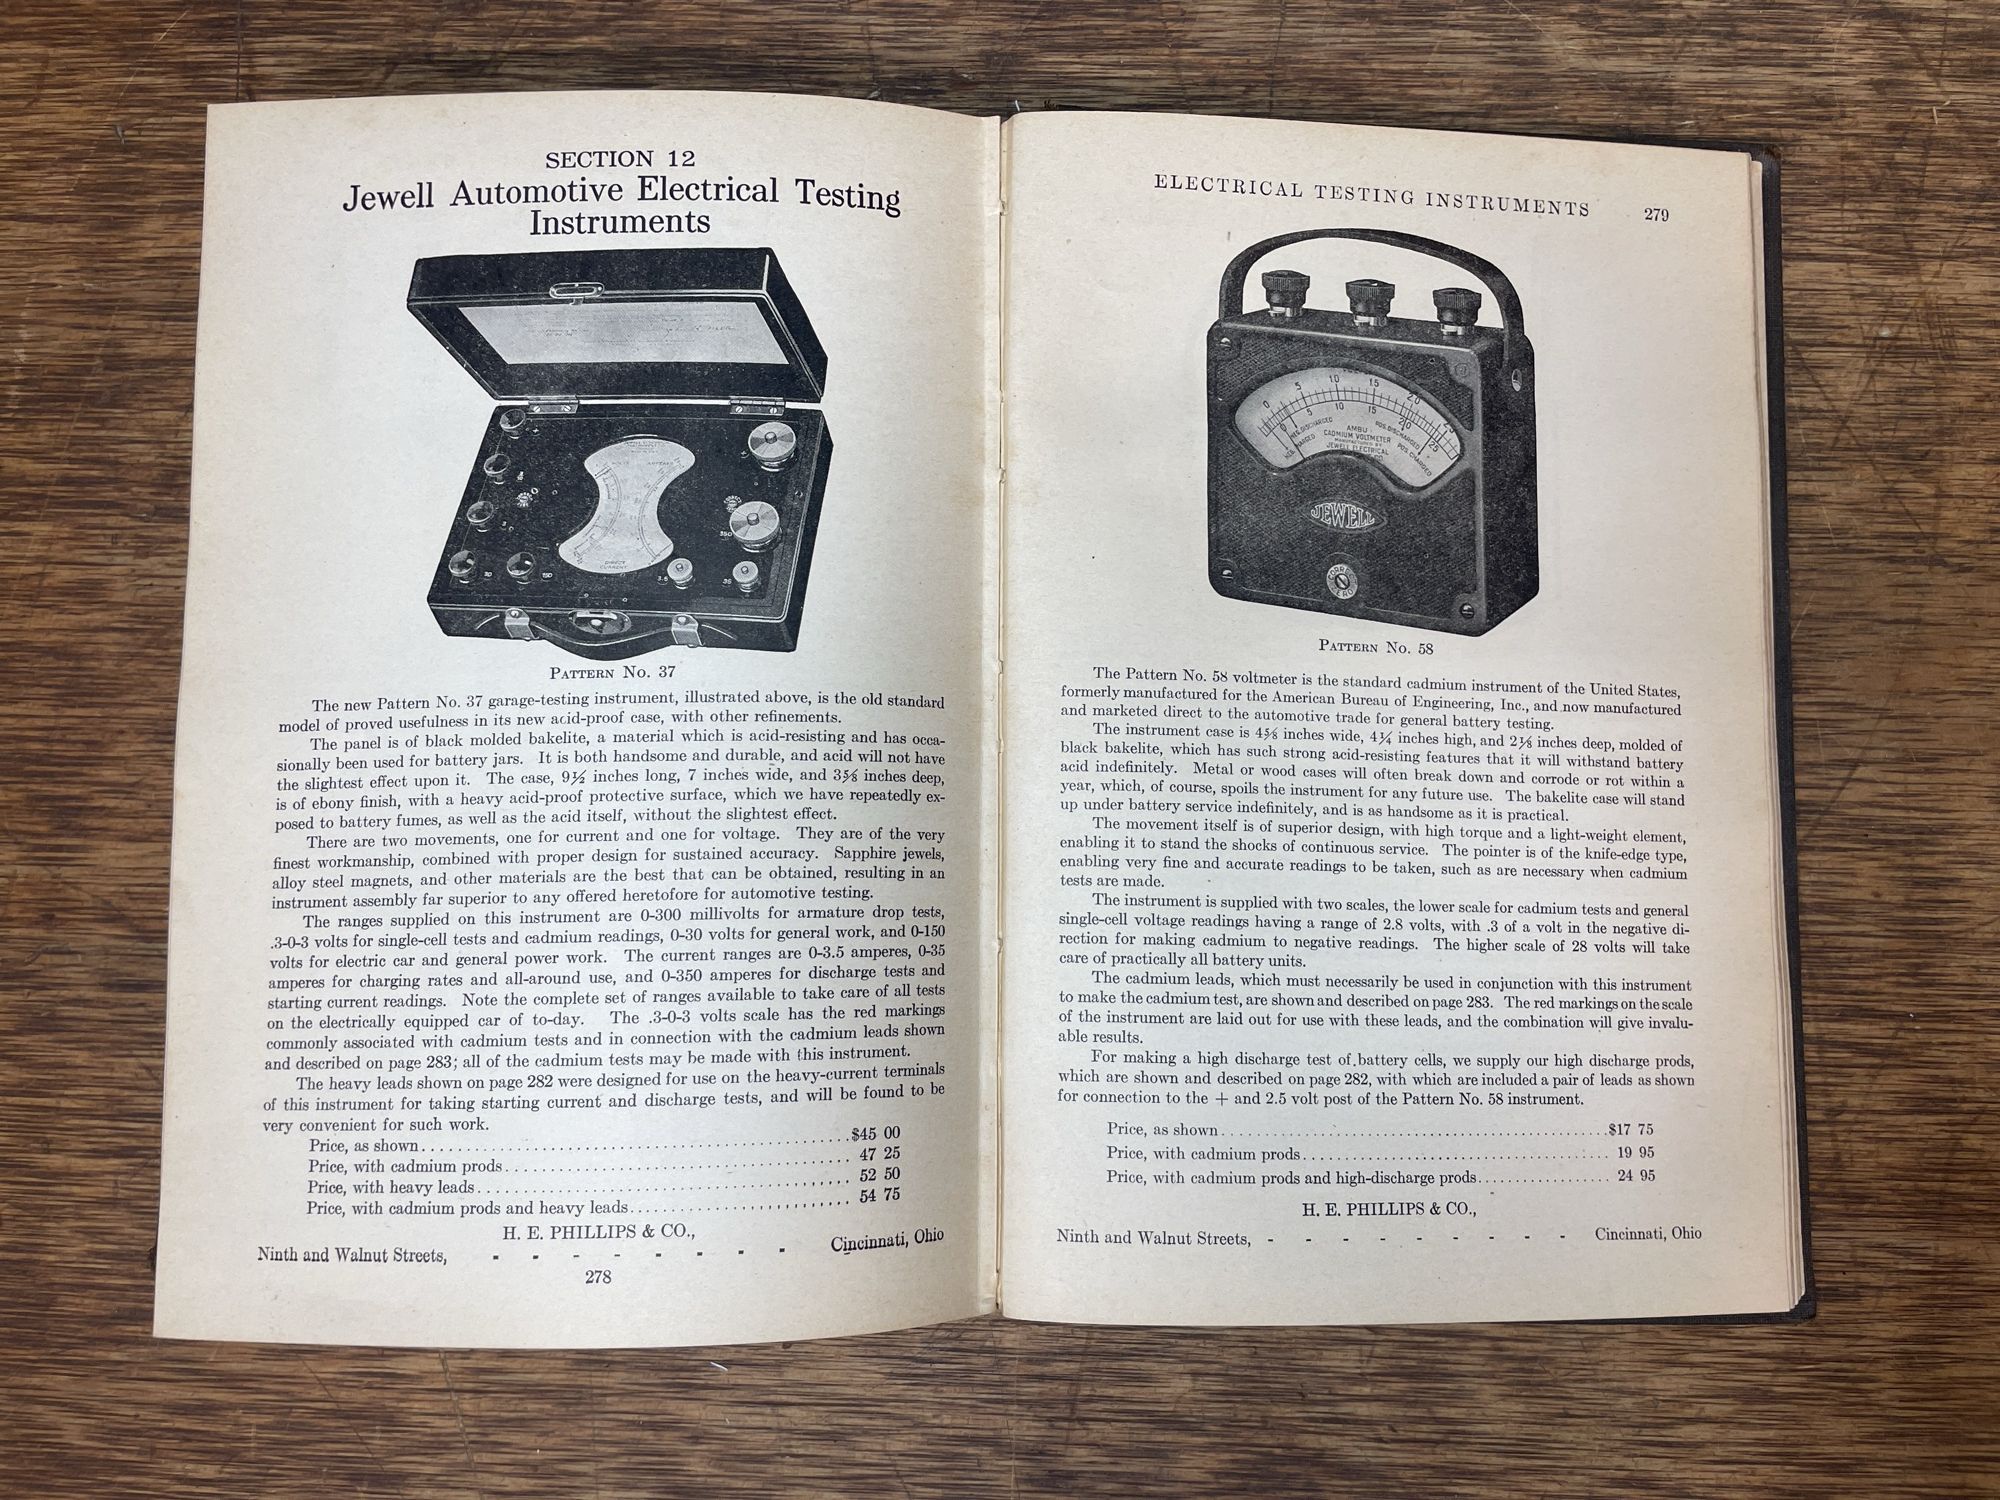 SECTION 12
Jewell Automotive Electrical Testing
Instruments
DIRECT
CURRENT
30
150
3.5
35
350
PATTERN No. 37
The new Pattern No. 37 garage-testing instrument, illustrated above, is the old standard
model of proved usefulness in its new acid-proof case, with other refinements.
The panel is of black molded bakelite, a material which is acid-resisting and has occa-
sionally been used for battery jars. It is both handsome and durable, and acid will not have
the slightest effect upon it. The case, 9½ inches long, 7 inches wide, and 3⅝ inches deep,
is of ebony finish, with a heavy acid-proof protective surface, which we have repeatedly ex-
posed to battery fumes, as well as the acid itself, without the slightest effect.
There are two movements, one for current and one for voltage. They are of the very
finest workmanship, combined with proper design for sustained accuracy. Sapphire jewels,
alloy steel magnets, and other materials are the best that can be obtained, resulting in an
instrument assembly far superior to any offered heretofore for automotive testing.
The ranges supplied on this instrument are 0-300 millivolts for armature drop tests,
.3-0-3 volts for single-cell tests and cadmium readings, 0-30 volts for general work, and 0-150
volts for electric car and general power work. The current ranges are 0-3.5 amperes, 0-35
amperes for charging rates and all-around use, and 0-350 amperes for discharge tests and
starting current readings. Note the complete set of ranges available to take care of all tests
on the electrically equipped car of to-day. The .3-0-3 volts scale has the red markings
commonly associated with cadmium tests and in connection with the cadmium leads shown
and described on page 283; all of the cadmium tests may be made with this instrument.
The heavy leads shown on page 282 were designed for use on the heavy-current terminals
of this instrument for taking starting current and discharge tests, and will be found to be
very convenient for such work.
Price, as shown $45 00
Price, with cadmium prods 47 25
Price, with heavy leads 52 50
Price, with cadmium prods and heavy leads 54 75
H. E. PHILLIPS & CO.,
Ninth and Walnut Streets, - - - - - - - - Cincinnati, Ohio
278
ELECTRICAL TESTING INSTRUMENTS 279
0 5 10 15 20 25
0 5 10 15 20 25
NEG. DISCHARGED
POS. DISCHARGED
NEG. CHARGED
POS. CHARGED
AMBU
CADMIUM VOLTMETER
MANUFACTURED BY
JEWELL ELECTRICAL
JEWELL
CORRECT
ZERO
PATTERN No. 58
The Pattern No. 58 voltmeter is the standard cadmium instrument of the United States,
formerly manufactured for the American Bureau of Engineering, Inc., and now manufactured
and marketed direct to the automotive trade for general battery testing.
The instrument case is 4⅝ inches wide, 4¼ inches high, and 2⅛ inches deep, molded of
black bakelite, which has such strong acid-resisting features that it will withstand battery
acid indefinitely. Metal or wood cases will often break down and corrode or rot within a
year, which, of course, spoils the instrument for any future use. The bakelite case will stand
up under battery service indefinitely, and is as handsome as it is practical.
The movement itself is of superior design, with high torque and a light-weight element,
enabling it to stand the shocks of continuous service. The pointer is of the knife-edge type,
enabling very fine and accurate readings to be taken, such as are necessary when cadmium
tests are made.
The instrument is supplied with two scales, the lower scale for cadmium tests and general
single-cell voltage readings having a range of 2.8 volts, with .3 of a volt in the negative di-
rection for making cadmium to negative readings. The higher scale of 28 volts will take
care of practically all battery units.
The cadmium leads, which must necessarily be used in conjunction with this instrument
to make the cadmium test, are shown and described on page 283. The red markings on the scale
of the instrument are laid out for use with these leads, and the combination will give invalu-
able results.
For making a high discharge test of battery cells, we supply our high discharge prods,
which are shown and described on page 282, with which are included a pair of leads as shown
for connection to the + and 2.5 volt post of the Pattern No. 58 instrument.
Price, as shown $17 75
Price, with cadmium prods 19 95
Price, with cadmium prods and high-discharge prods 24 95
H. E. PHILLIPS & CO.,
Ninth and Walnut Streets, - - - - - - - - Cincinnati, Ohio